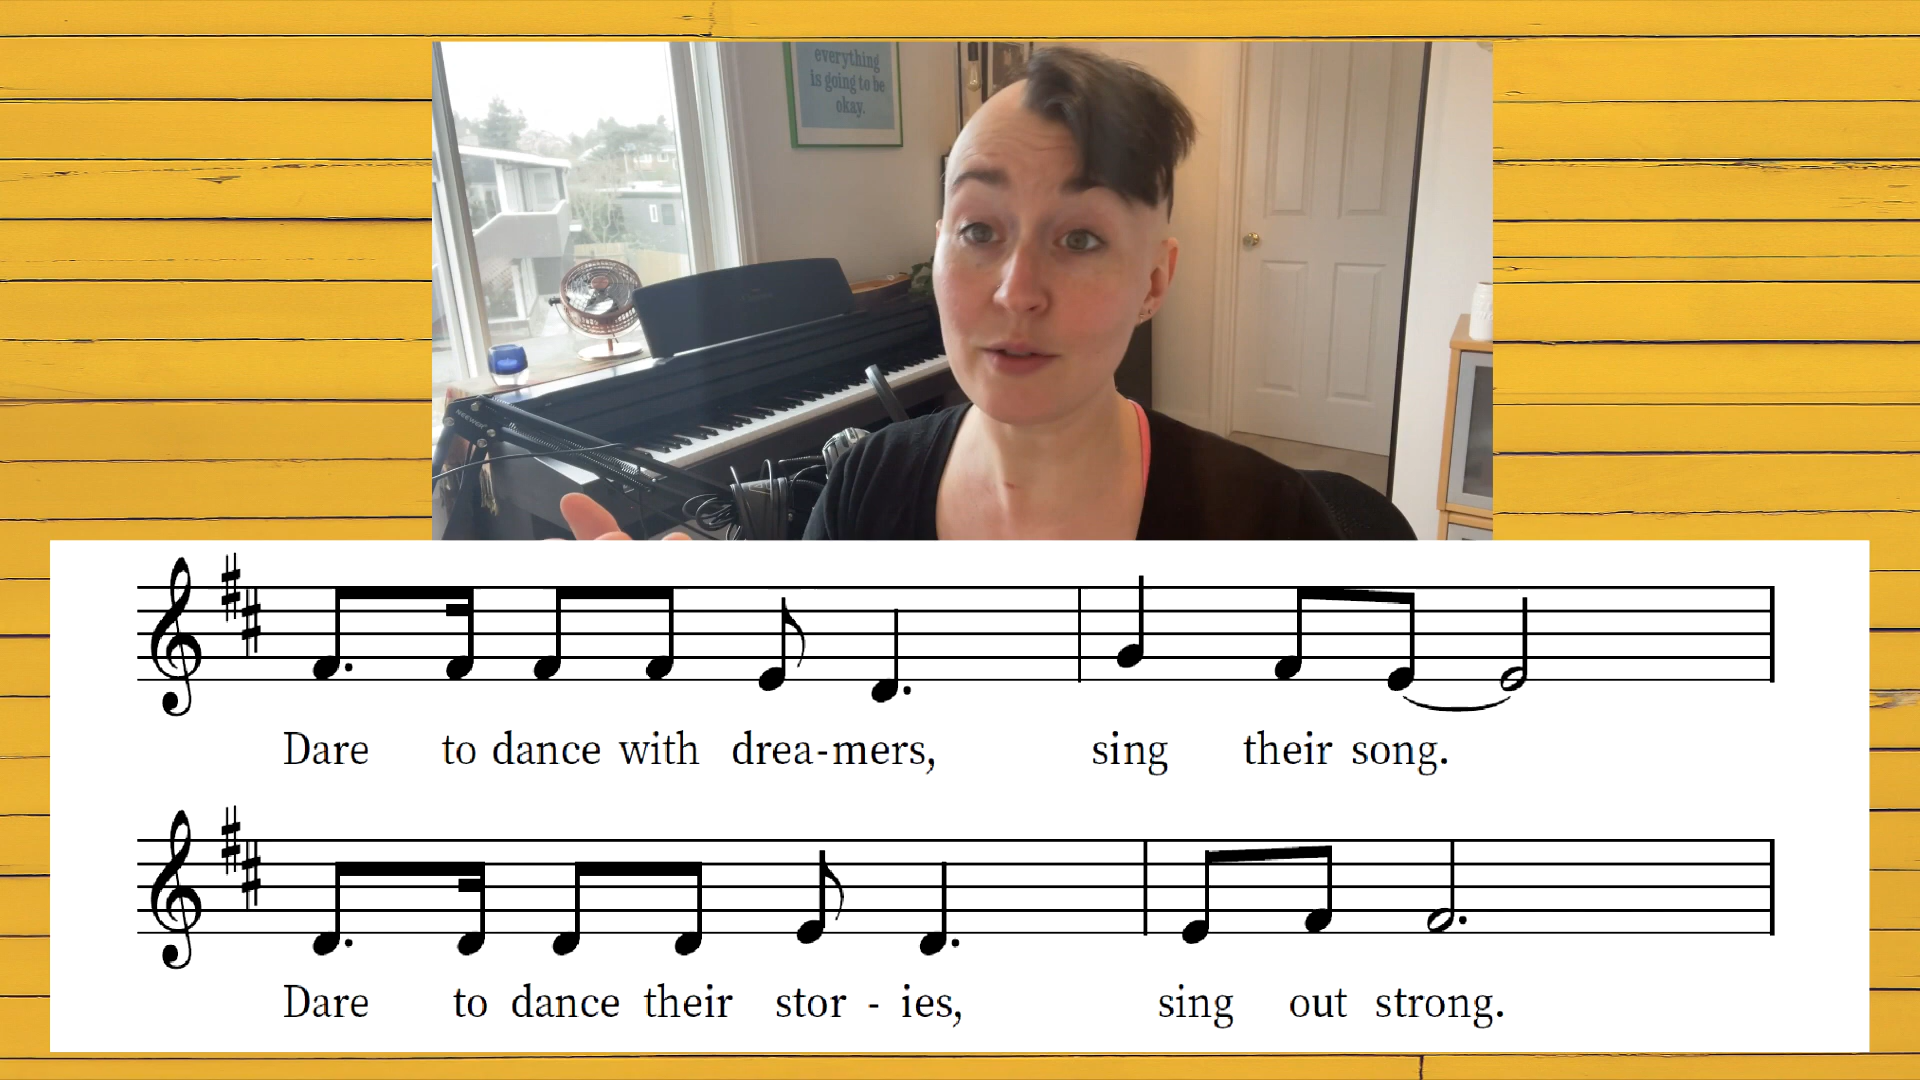 everything
is going to be
okay.
Dare to dance with drea-mers, sing their song.
Dare to dance their stor - ies, sing out strong.